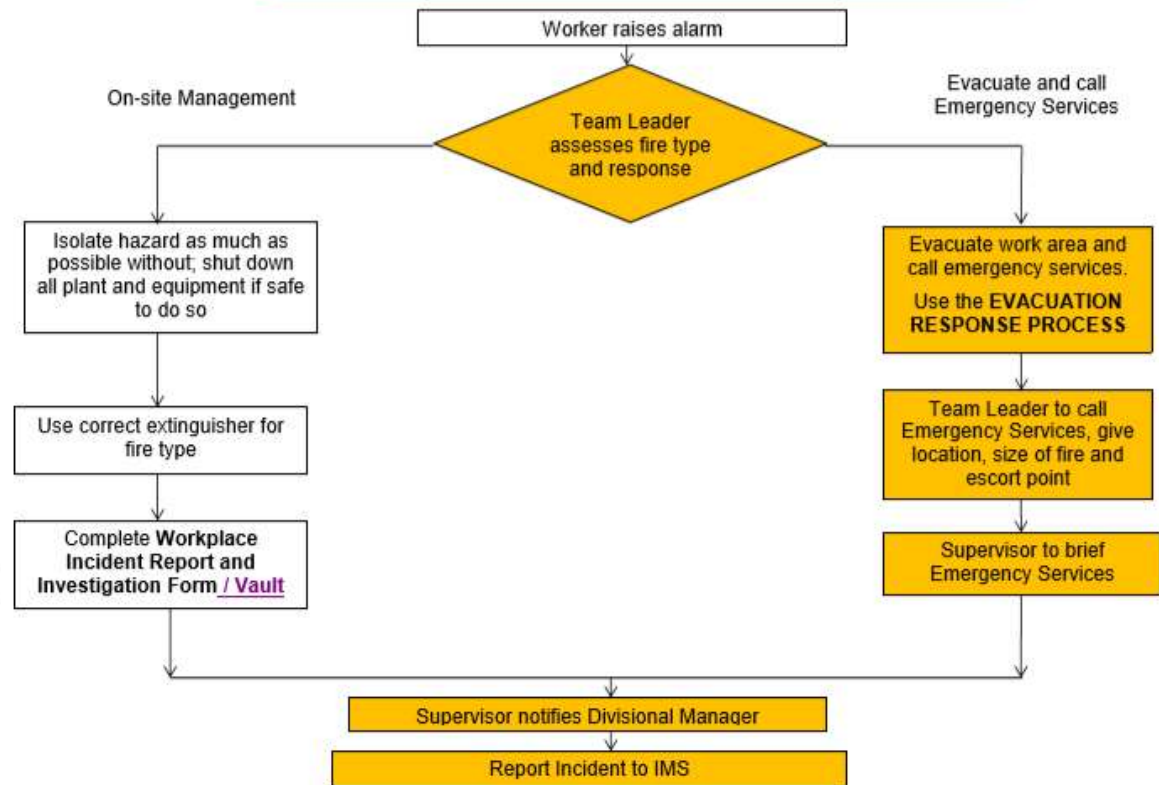 Worker raises alarm
On-site Management
Team Leader
assesses fire type
and response
Evacuate and call
Emergency Services
Isolate hazard as much as
possible without; shut down
all plant and equipment if safe
to do so
Use correct extinguisher for
fire type
Complete Workplace
Incident Report and
Investigation Form / Vault
Evacuate work area and
call emergency services.
Use the EVACUATION
RESPONSE PROCESS
Team Leader to call
Emergency Services, give
location, size of fire and
escort point
Supervisor to brief
Emergency Services
Supervisor notifies Divisional Manager
Report Incident to IMS